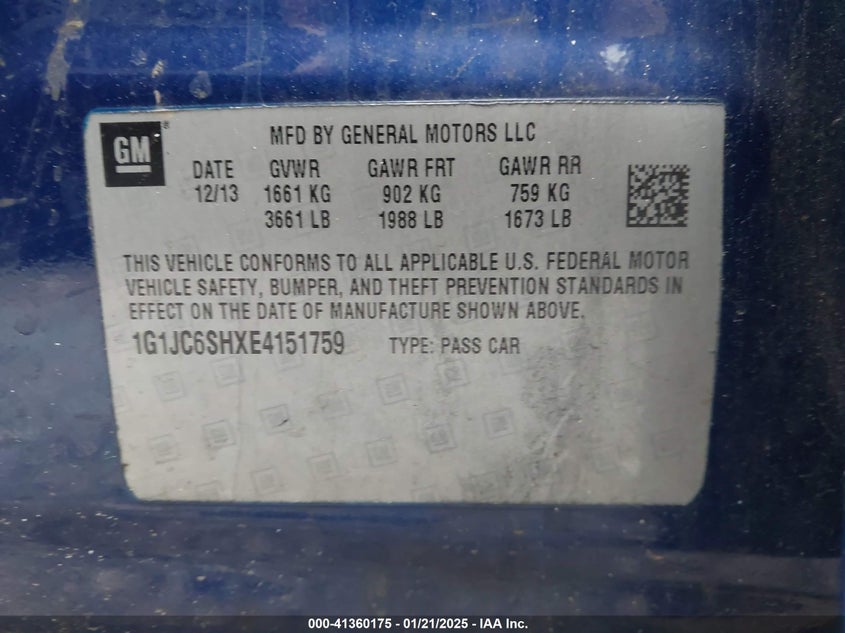 GM ®
MFD BY GENERAL MOTORS LLC
DATE GVWR GAWR FRT GAWR RR
12/13 1661 KG 902 KG 759 KG
3661 LB 1988 LB 1673 LB
THIS VEHICLE CONFORMS TO ALL APPLICABLE U.S. FEDERAL MOTOR
VEHICLE SAFETY, BUMPER, AND THEFT PREVENTION STANDARDS IN
EFFECT ON THE DATE OF MANUFACTURE SHOWN ABOVE.
1G1JC6SHXE4151759 TYPE: PASS CAR
000-41360175 - 01/21/2025 - IAA Inc.